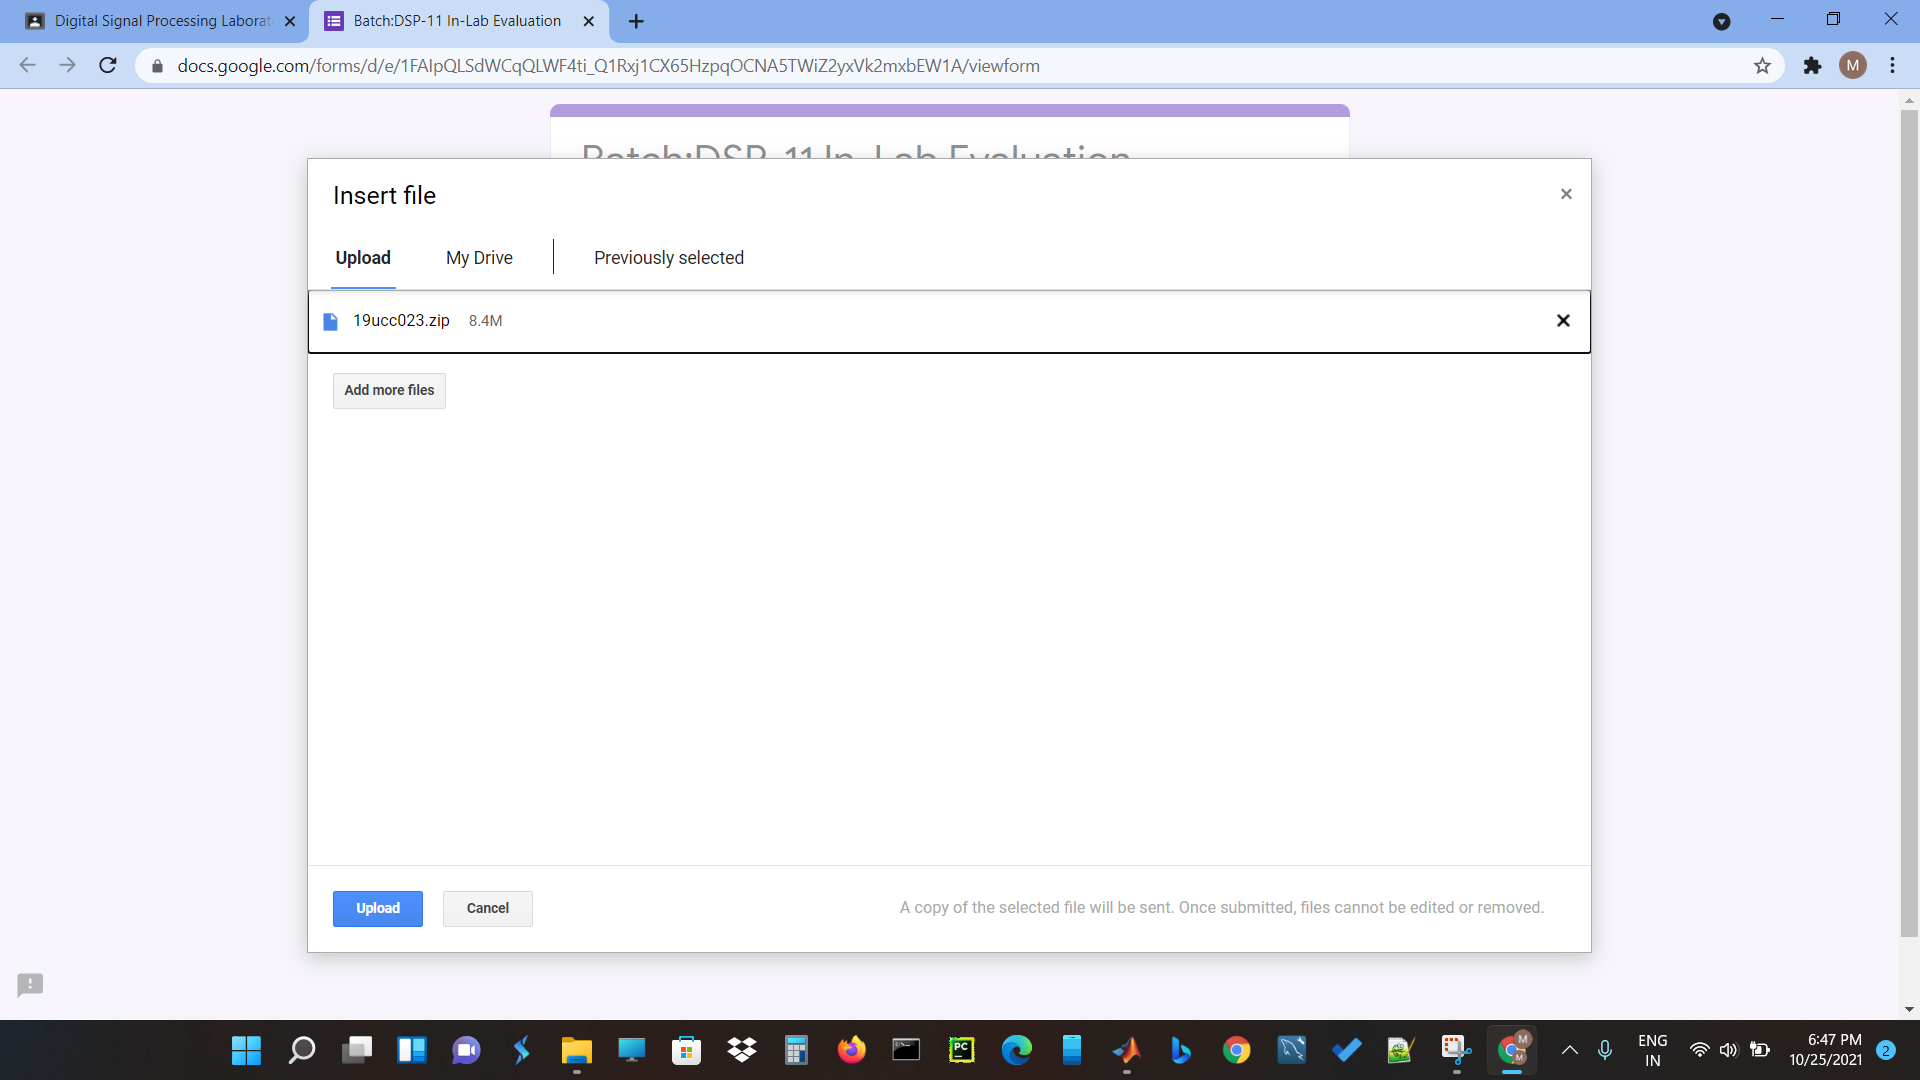 Digital Signal Processing Laborat
Batch:DSP-11 In-Lab Evaluation
docs.google.com/forms/d/e/1FAIpQLSdWCqQLWF4ti_Q1Rxj1CX65HzpqOCNA5TWiZ2yxVk2mxbEW1A/viewform
M
Batch:DSP-11 In-Lab Evaluation
Insert file
Upload
My Drive
Previously selected
19ucc023.zip
8.4M
Add more files
Upload
Cancel
A copy of the selected file will be sent. Once submitted, files cannot be edited or removed.
PC
M
M
ENG
IN
6:47 PM
10/25/2021
2